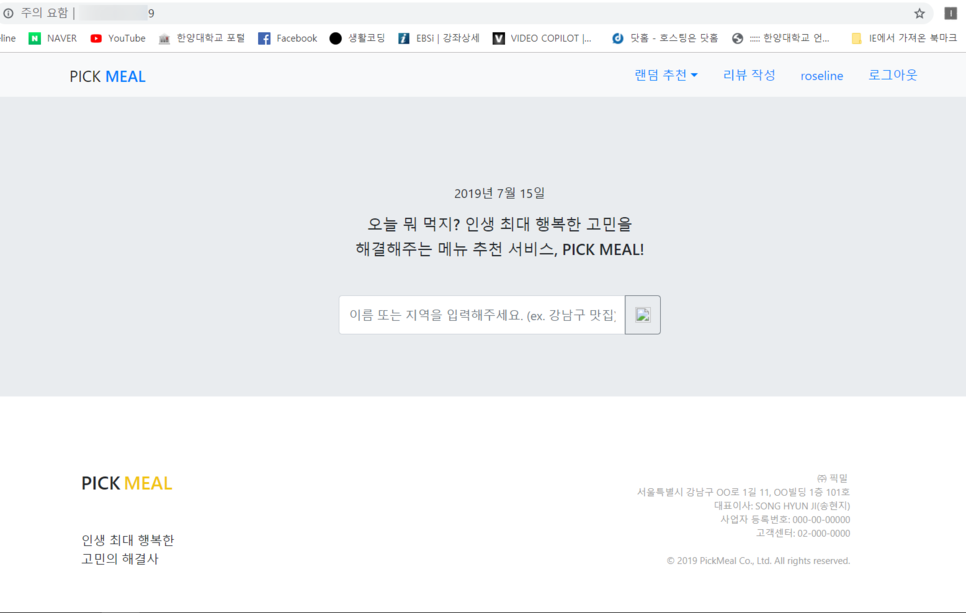 주의 요함 | 9
line NAVER YouTube 한양대학교 포털 Facebook 생활코딩 EBSi | 강좌상세 VIDEO COPILOT |... 닷홈 - 호스팅은 닷홈 ::::: 한양대학교 언... IE에서 가져온 북마크
PICK MEAL 랜덤 추천 리뷰 작성 roseline 로그아웃
2019년 7월 15일
오늘 뭐 먹지? 인생 최대 행복한 고민을
해결해주는 메뉴 추천 서비스, PICK MEAL!
이름 또는 지역을 입력해주세요. (ex. 강남구 맛집)
PICK MEAL
인생 최대 행복한
고민의 해결사
㈜ 픽밀
서울특별시 강남구 OO로 1길 11, OO빌딩 1층 101호
대표이사: SONG HYUN JI(송현지)
사업자 등록번호: 000-00-00000
고객센터: 02-000-0000
© 2019 PickMeal Co., Ltd. All rights reserved.